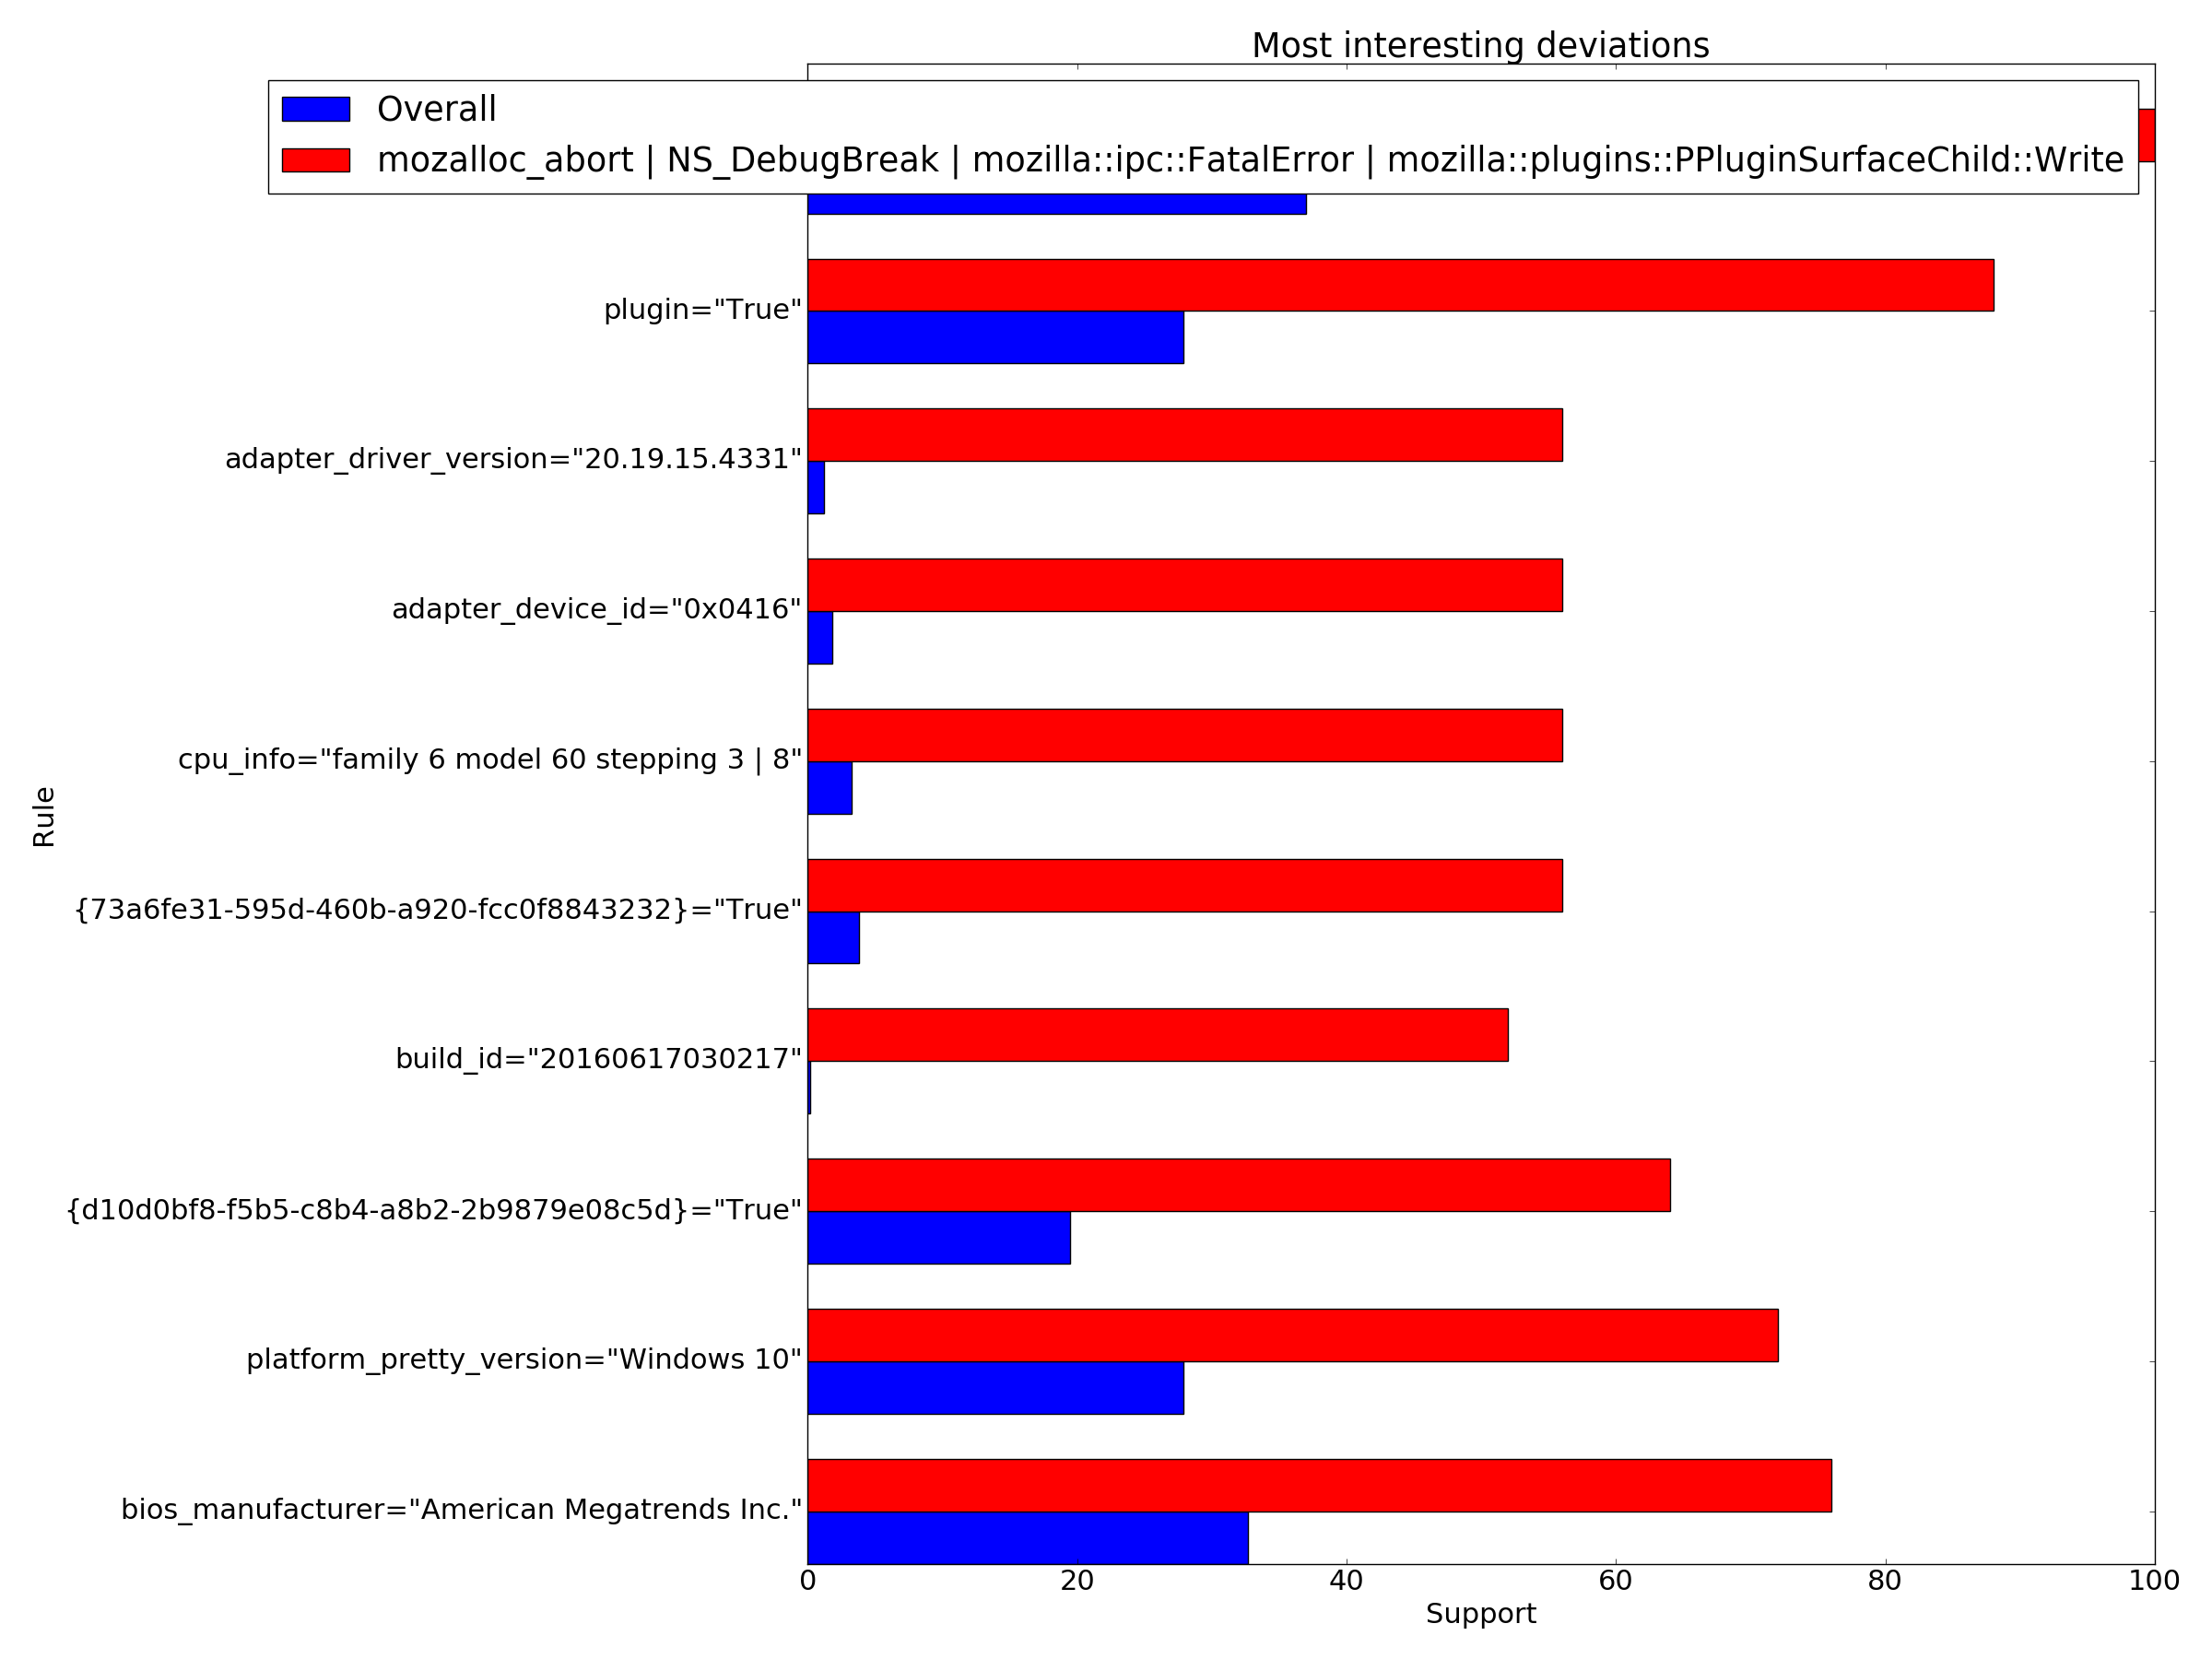 Most interesting deviations
Overall
mozalloc_abort | NS_DebugBreak | mozilla::ipc::FatalError | mozilla::plugins::PPluginSurfaceChild::Write
plugin="True"
adapter_driver_version="20.19.15.4331"
adapter_device_id="0x0416"
cpu_info="family 6 model 60 stepping 3 | 8"
Rule
{73a6fe31-595d-460b-a920-fcc0f8843232}="True"
build_id="20160617030217"
{d10d0bf8-f5b5-c8b4-a8b2-2b9879e08c5d}="True"
platform_pretty_version="Windows 10"
bios_manufacturer="American Megatrends Inc."
0 20 40 60 80 100
Support